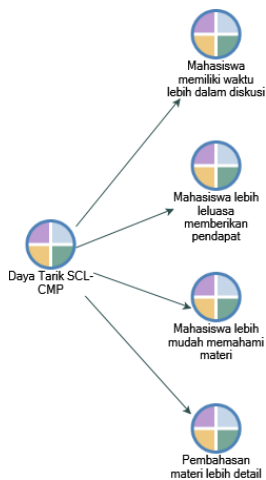 Mahasiswa
memiliki waktu
lebih dalam diskusi
Mahasiswa lebih
leluasa
memberikan
pendapat
Daya Tarik SCL-
CMP
Mahasiswa lebih
mudah memahami
materi
Pembahasan
materi lebih detail